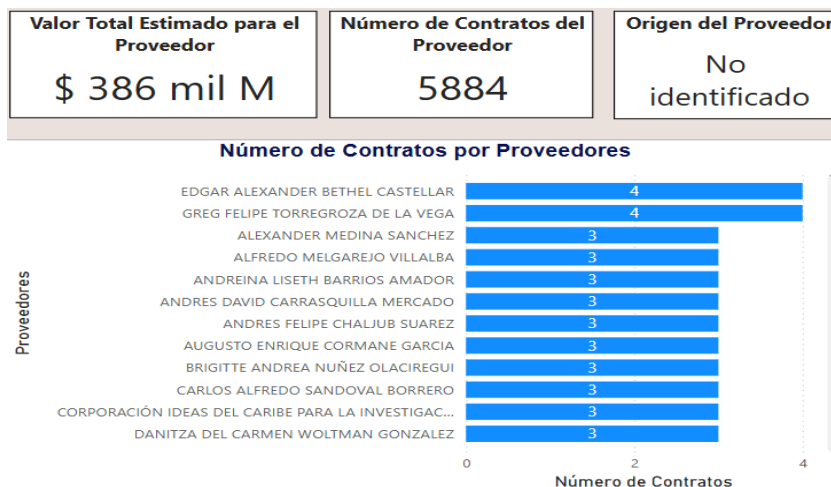 Valor Total Estimado para el
Proveedor
$ 386 mil M
Número de Contratos del
Proveedor
5884
Origen del Proveedor
No
identificado
Número de Contratos por Proveedores
Proveedores
EDGAR ALEXANDER BETHEL CASTELLAR 4
GREG FELIPE TORREGROZA DE LA VEGA 4
ALEXANDER MEDINA SANCHEZ 3
ALFREDO MELGAREJO VILLALBA 3
ANDREINA LISETH BARRIOS AMADOR 3
ANDRES DAVID CARRASQUILLA MERCADO 3
ANDRES FELIPE CHALJUB SUAREZ 3
AUGUSTO ENRIQUE CORMANE GARCIA 3
BRIGITTE ANDREA NUÑEZ OLACIREGUI 3
CARLOS ALFREDO SANDOVAL BORRERO 3
CORPORACIÓN IDEAS DEL CARIBE PARA LA INVESTIGAC... 3
DANITZA DEL CARMEN WOLTMAN GONZALEZ 3
0 2 4
Número de Contratos